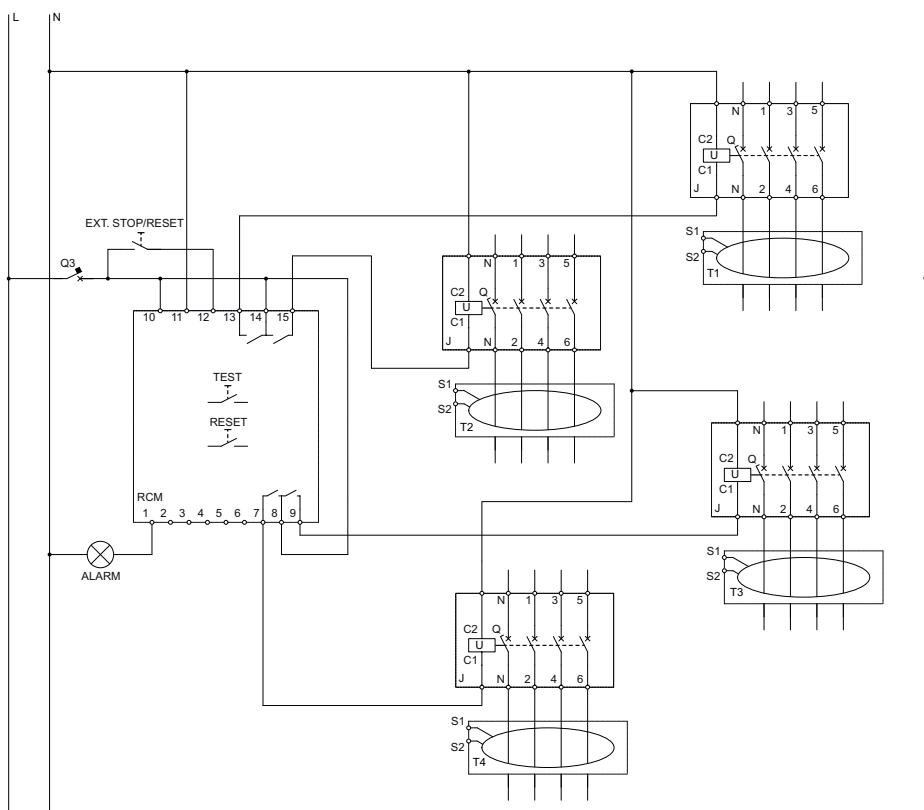 L N
N 1 3 5
C2 Q
U
C1
J N 2 4 6
S1
S2
T1
EXT. STOP/RESET
Q3
N 1 3 5
C2 Q
U
C1
J N 2 4 6
S1
S2
T2
10 11 12 13 14 15
TEST
RESET
RCM
1 2 3 4 5 6 7 8 9
ALARM
N 1 3 5
C2 Q
U
C1
J N 2 4 6
S1
S2
T3
N 1 3 5
C2 Q
U
C1
J N 2 4 6
S1
S2
T4